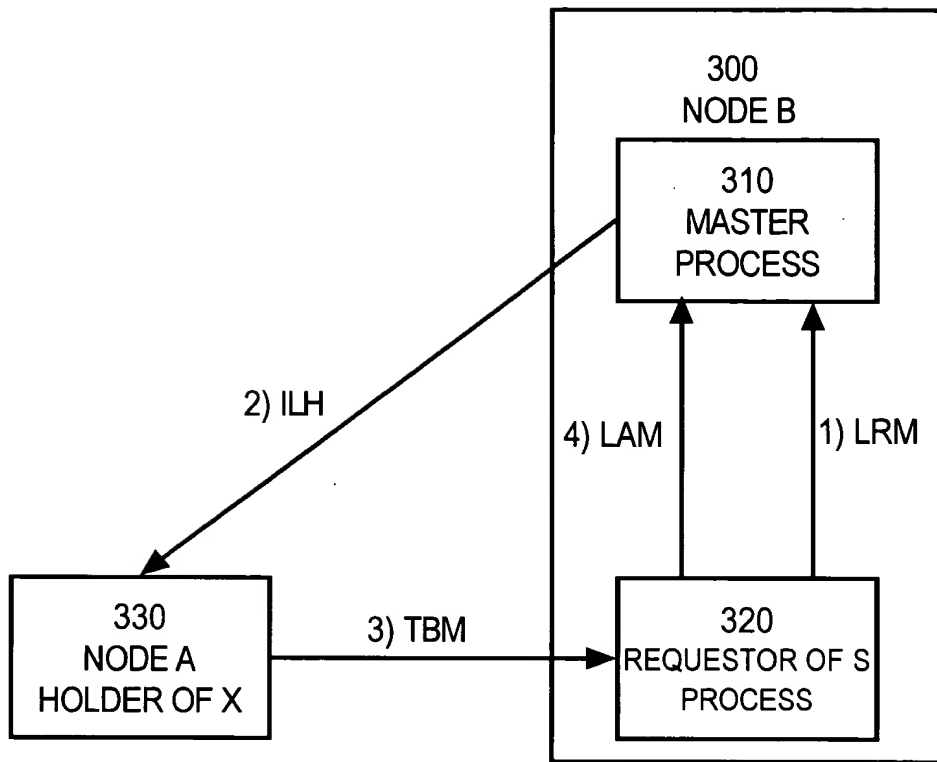 300
NODE B
310
MASTER
PROCESS
2) ILH
4) LAM
1) LRM
330
NODE A
HOLDER OF X
3) TBM
320
REQUESTOR OF S
PROCESS